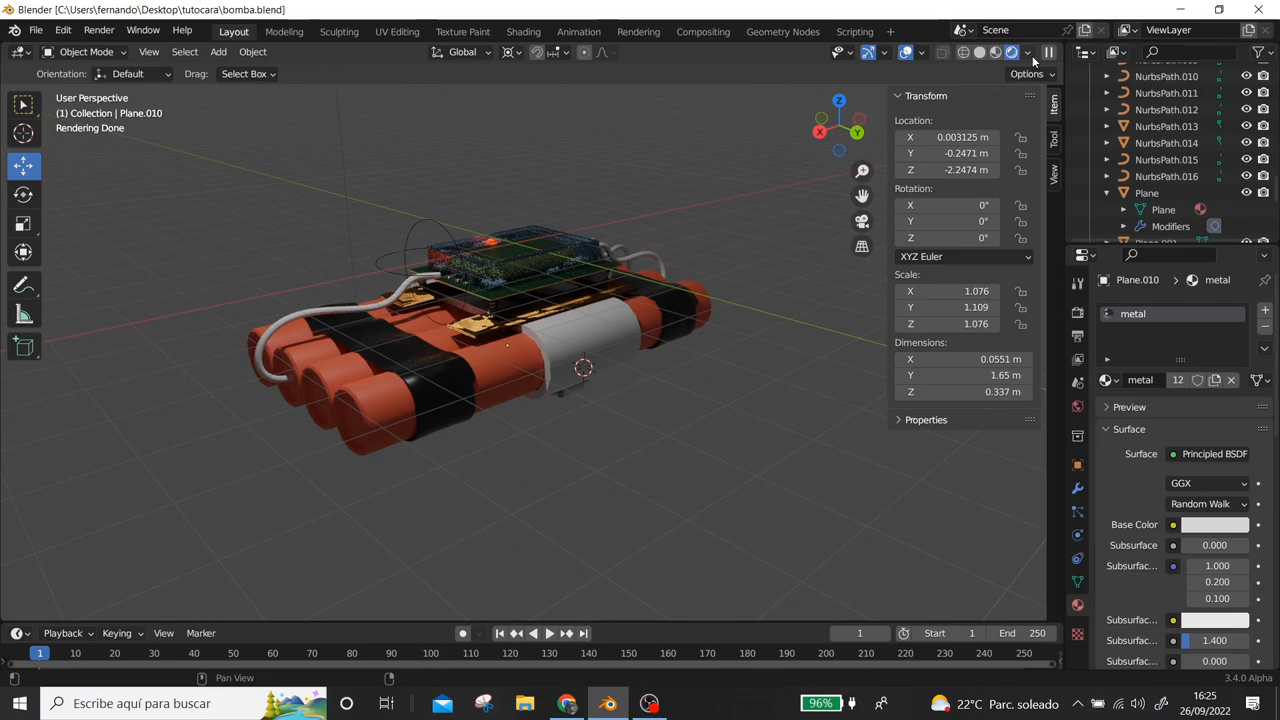 Blender [C:\Users\fernando\Desktop\tutocara\bomba.blend]
File Edit Render Window Help Layout Modeling Sculpting UV Editing Texture Paint Shading Animation Rendering Compositing Geometry Nodes Scripting Scene ViewLayer
Object Mode View Select Add Object Global
Orientation: Default Drag: Select Box Options
User Perspective
(1) Collection | Plane.010
Rendering Done
X
Y
Z
Transform
Location:
X 0.003125 m
Y -0.2471 m
Z -2.2474 m
Rotation:
X 0°
Y 0°
Z 0°
XYZ Euler
Scale:
X 1.076
Y 1.109
Z 1.076
Dimensions:
X 0.0551 m
Y 1.65 m
Z 0.337 m
Properties
Item
Tool
View
NurbsPath.010
NurbsPath.011
NurbsPath.012
NurbsPath.013
NurbsPath.014
NurbsPath.015
NurbsPath.016
Plane
Plane
Modifiers
Plane.010 metal
metal
metal 12
Preview
Surface
Surface Principled BSDF
GGX
Random Walk
Base Color
Subsurface 0.000
Subsurfac... 1.000
0.200
0.100
Subsurfac...
Subsurfac... 1.400
Subsurfac... 0.000
Playback Keying View Marker 1 Start 1 End 250
1 10 20 30 40 50 60 70 80 90 100 110 120 130 140 150 160 170 180 190 200 210 220 230 240 250
Pan View 3.4.0 Alpha
Escribe aquí para buscar 96% 22°C Parc. soleado 16:25
26/09/2022